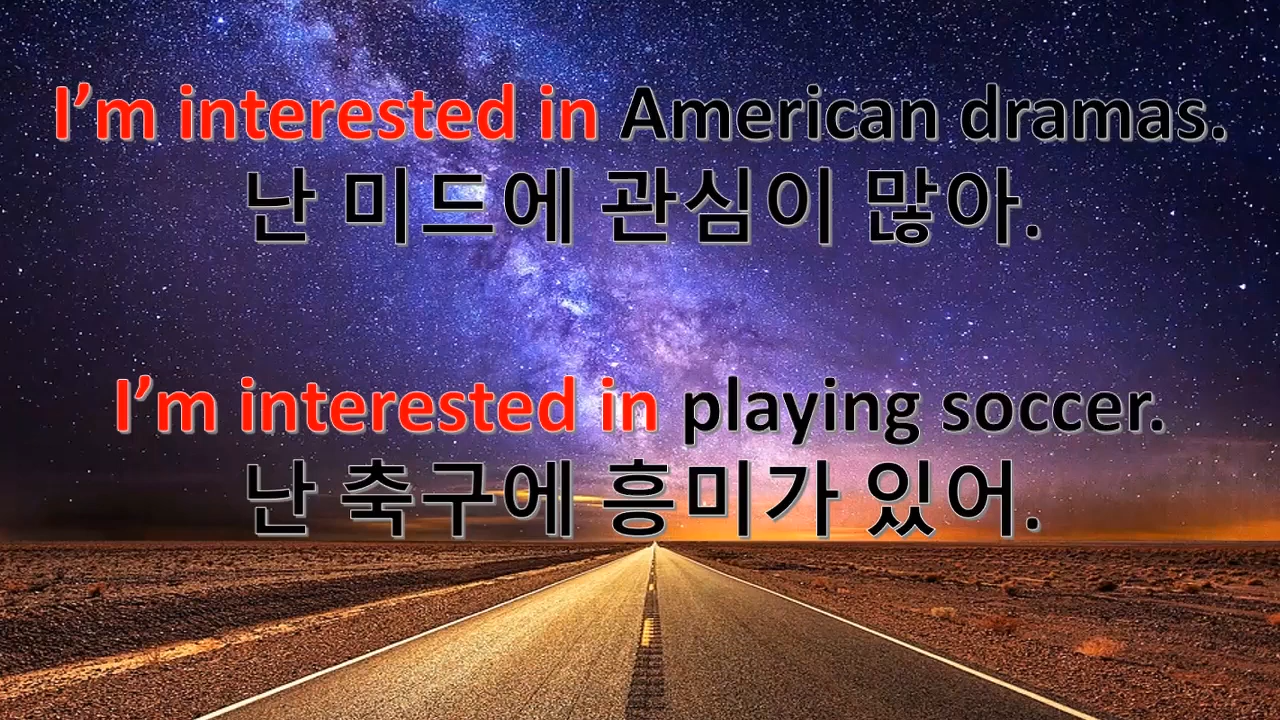 I’m interested in American dramas.
난 미드에 관심이 많아.
I’m interested in playing soccer.
난 축구에 흥미가 있어.